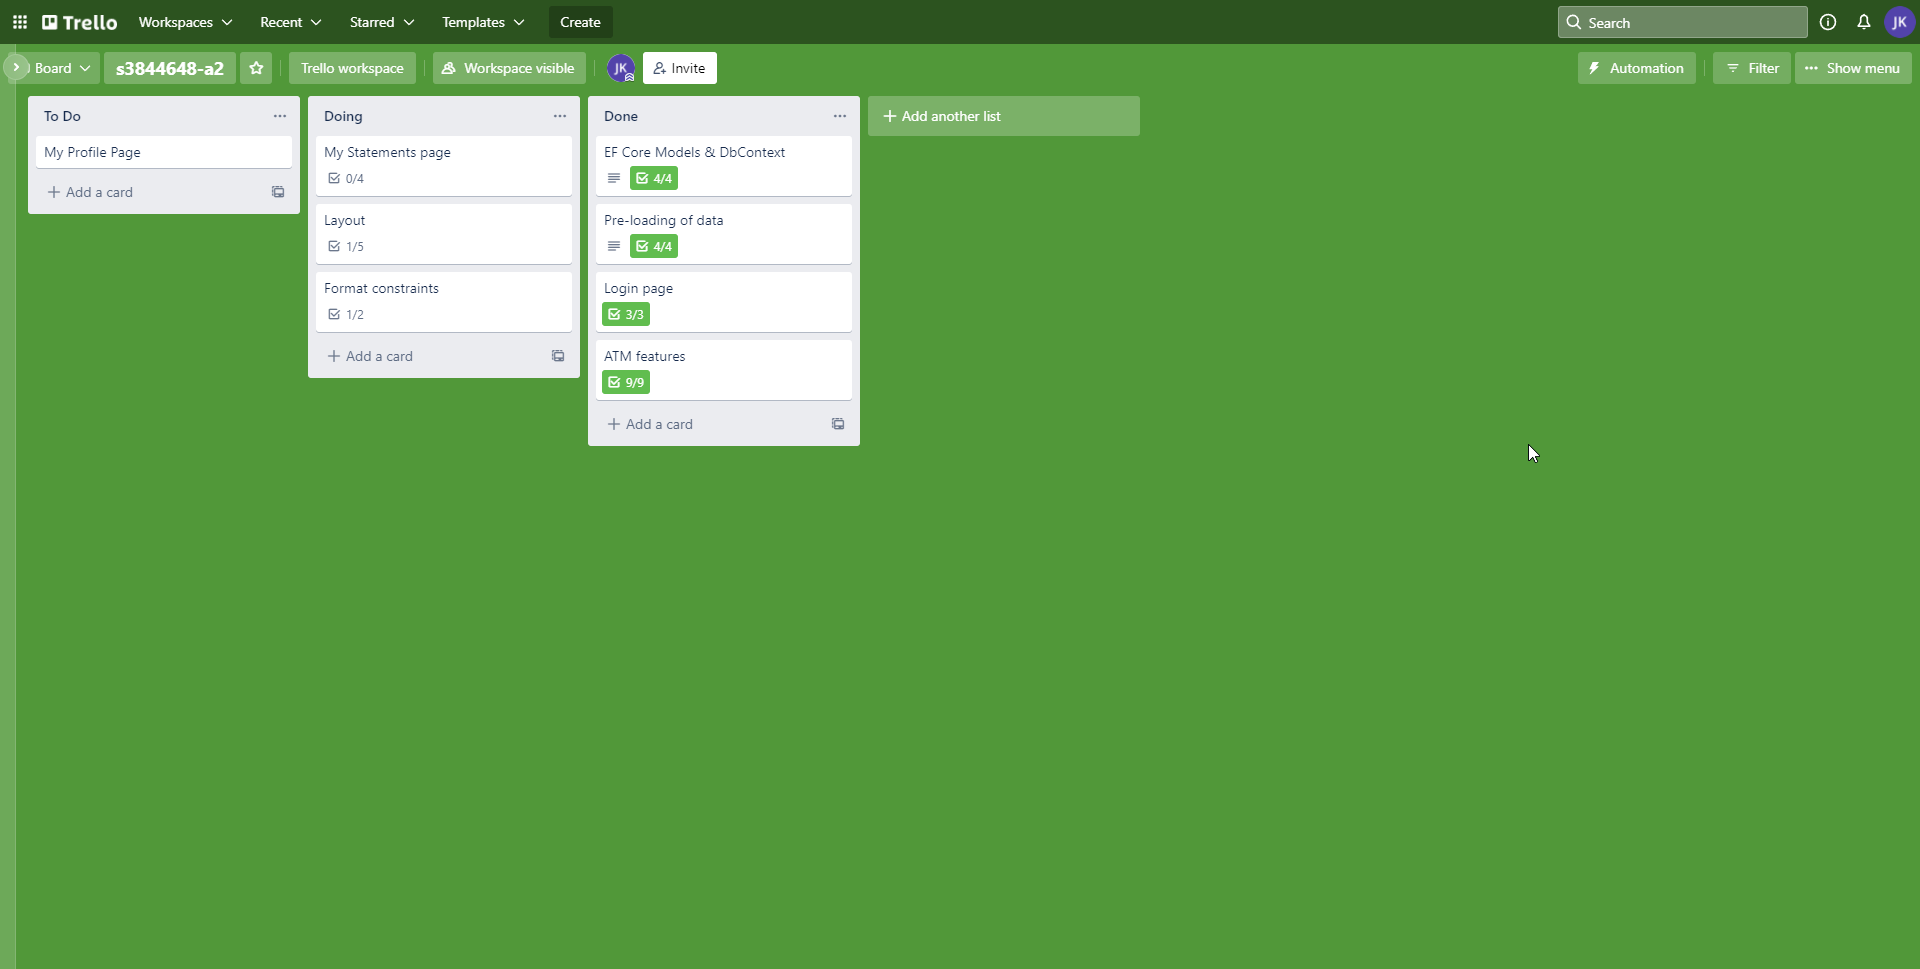 Trello
Workspaces
Recent
Starred
Templates
Create
Search
JK
Board
s3844648-a2
Trello workspace
Workspace visible
JK
Invite
Automation
Filter
Show menu
To Do
My Profile Page
Add a card
Doing
My Statements page
0/4
Layout
1/5
Format constraints
1/2
Add a card
Done
EF Core Models & DbContext
4/4
Pre-loading of data
4/4
Login page
3/3
ATM features
9/9
Add a card
Add another list